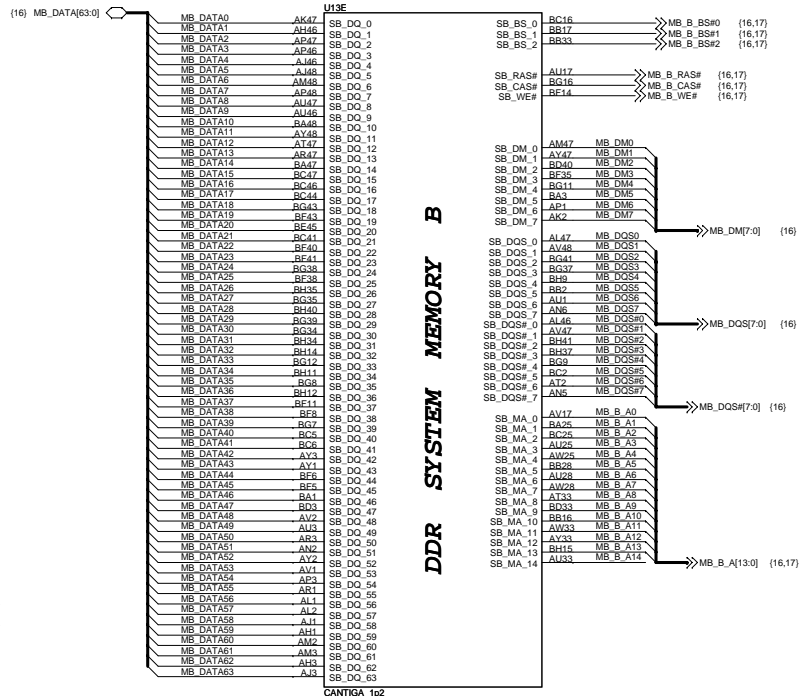 {16} MB_DATA[63:0]
U13E
MB_DATA0 AK47 SB_DQ_0
MB_DATA1 AH46 SB_DQ_1
MB_DATA2 AP47 SB_DQ_2
MB_DATA3 AP46 SB_DQ_3
MB_DATA4 AJ46 SB_DQ_4
MB_DATA5 AJ48 SB_DQ_5
MB_DATA6 AM48 SB_DQ_6
MB_DATA7 AP48 SB_DQ_7
MB_DATA8 AU47 SB_DQ_8
MB_DATA9 AU46 SB_DQ_9
MB_DATA10 BA48 SB_DQ_10
MB_DATA11 AY48 SB_DQ_11
MB_DATA12 AT47 SB_DQ_12
MB_DATA13 AR47 SB_DQ_13
MB_DATA14 BA47 SB_DQ_14
MB_DATA15 BC47 SB_DQ_15
MB_DATA16 BC46 SB_DQ_16
MB_DATA17 BC44 SB_DQ_17
MB_DATA18 BG43 SB_DQ_18
MB_DATA19 BF43 SB_DQ_19
MB_DATA20 BE45 SB_DQ_20
MB_DATA21 BC41 SB_DQ_21
MB_DATA22 BF40 SB_DQ_22
MB_DATA23 BF41 SB_DQ_23
MB_DATA24 BG38 SB_DQ_24
MB_DATA25 BF38 SB_DQ_25
MB_DATA26 BH35 SB_DQ_26
MB_DATA27 BG35 SB_DQ_27
MB_DATA28 BH40 SB_DQ_28
MB_DATA29 BG39 SB_DQ_29
MB_DATA30 BG34 SB_DQ_30
MB_DATA31 BH34 SB_DQ_31
MB_DATA32 BH14 SB_DQ_32
MB_DATA33 BG12 SB_DQ_33
MB_DATA34 BH11 SB_DQ_34
MB_DATA35 BG8 SB_DQ_35
MB_DATA36 BH12 SB_DQ_36
MB_DATA37 BF11 SB_DQ_37
MB_DATA38 BF8 SB_DQ_38
MB_DATA39 BG7 SB_DQ_39
MB_DATA40 BC5 SB_DQ_40
MB_DATA41 BC6 SB_DQ_41
MB_DATA42 AY3 SB_DQ_42
MB_DATA43 AY1 SB_DQ_43
MB_DATA44 BF6 SB_DQ_44
MB_DATA45 BF5 SB_DQ_45
MB_DATA46 BA1 SB_DQ_46
MB_DATA47 BD3 SB_DQ_47
MB_DATA48 AV2 SB_DQ_48
MB_DATA49 AU3 SB_DQ_49
MB_DATA50 AR3 SB_DQ_50
MB_DATA51 AN2 SB_DQ_51
MB_DATA52 AY2 SB_DQ_52
MB_DATA53 AV1 SB_DQ_53
MB_DATA54 AP3 SB_DQ_54
MB_DATA55 AR1 SB_DQ_55
MB_DATA56 AL1 SB_DQ_56
MB_DATA57 AL2 SB_DQ_57
MB_DATA58 AJ1 SB_DQ_58
MB_DATA59 AH1 SB_DQ_59
MB_DATA60 AM2 SB_DQ_60
MB_DATA61 AM3 SB_DQ_61
MB_DATA62 AH3 SB_DQ_62
MB_DATA63 AJ3 SB_DQ_63
DDR SYSTEM MEMORY B
SB_BS_0 BC16 MB_B_BS#0 {16,17}
SB_BS_1 BB17 MB_B_BS#1 {16,17}
SB_BS_2 BB33 MB_B_BS#2 {16,17}
SB_RAS# AU17 MB_B_RAS# {16,17}
SB_CAS# BG16 MB_B_CAS# {16,17}
SB_WE# BF14 MB_B_WE# {16,17}
SB_DM_0 AM47 MB_DM0
SB_DM_1 AY47 MB_DM1
SB_DM_2 BD40 MB_DM2
SB_DM_3 BF35 MB_DM3
SB_DM_4 BG11 MB_DM4
SB_DM_5 BA3 MB_DM5
SB_DM_6 AP1 MB_DM6
SB_DM_7 AK2 MB_DM7
MB_DM[7:0] {16}
SB_DQS_0 AL47 MB_DQS0
SB_DQS_1 AV48 MB_DQS1
SB_DQS_2 BG41 MB_DQS2
SB_DQS_3 BG37 MB_DQS3
SB_DQS_4 BH9 MB_DQS4
SB_DQS_5 BB2 MB_DQS5
SB_DQS_6 AU1 MB_DQS6
SB_DQS_7 AN6 MB_DQS7
MB_DQS[7:0] {16}
SB_DQS#_0 AL46 MB_DQS#0
SB_DQS#_1 AV47 MB_DQS#1
SB_DQS#_2 BH41 MB_DQS#2
SB_DQS#_3 BH37 MB_DQS#3
SB_DQS#_4 BG9 MB_DQS#4
SB_DQS#_5 BC2 MB_DQS#5
SB_DQS#_6 AT2 MB_DQS#6
SB_DQS#_7 AN5 MB_DQS#7
MB_DQS#[7:0] {16}
SB_MA_0 AV17 MB_B_A0
SB_MA_1 BA25 MB_B_A1
SB_MA_2 BC25 MB_B_A2
SB_MA_3 AU25 MB_B_A3
SB_MA_4 AW25 MB_B_A4
SB_MA_5 BB28 MB_B_A5
SB_MA_6 AU28 MB_B_A6
SB_MA_7 AW28 MB_B_A7
SB_MA_8 AT33 MB_B_A8
SB_MA_9 BD33 MB_B_A9
SB_MA_10 BB16 MB_B_A10
SB_MA_11 AW33 MB_B_A11
SB_MA_12 AY33 MB_B_A12
SB_MA_13 BH15 MB_B_A13
SB_MA_14 AU33 MB_B_A14
MB_B_A[13:0] {16,17}
CANTIGA_1p2